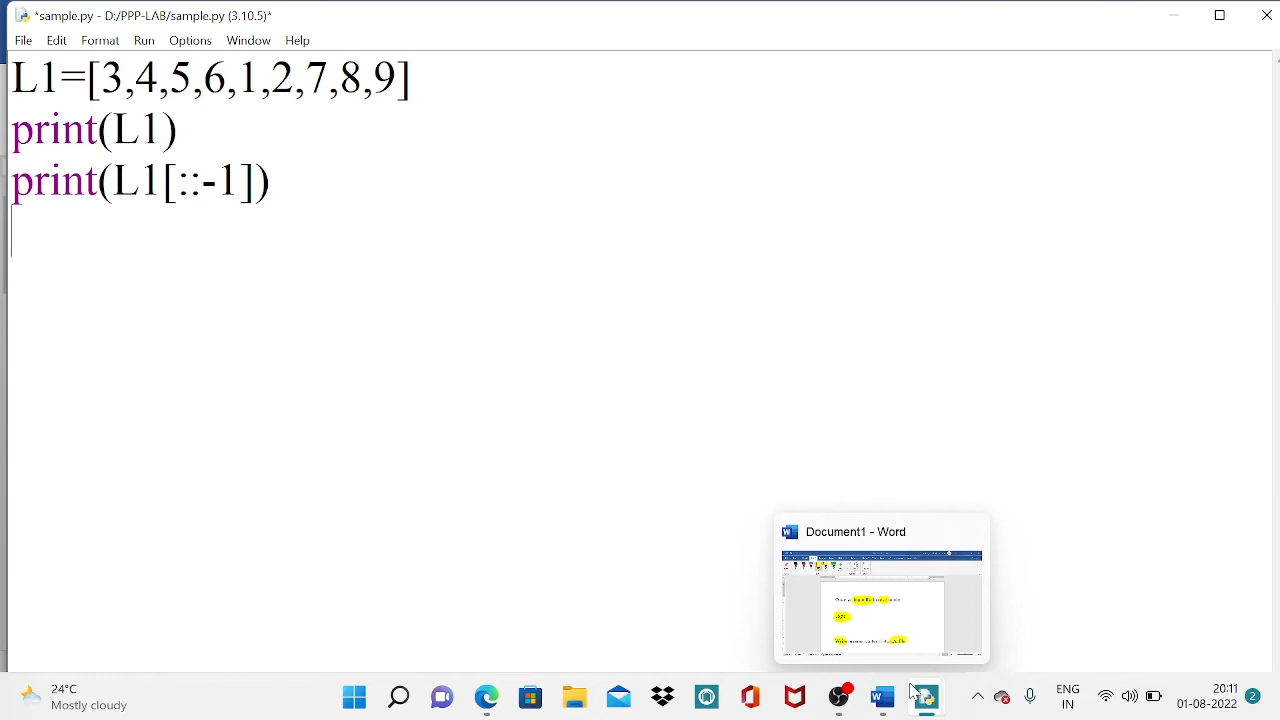 *sample.py - D:/PPP-LAB/sample.py (3.10.5)*
File Edit Format Run Options Window Help
L1=[3,4,5,6,1,2,7,8,9]
print(L1)
print(L1[::-1])
Document1 - Word
24°C
Mostly cloudy
ENG
IN
20:11
01-08-2022
2